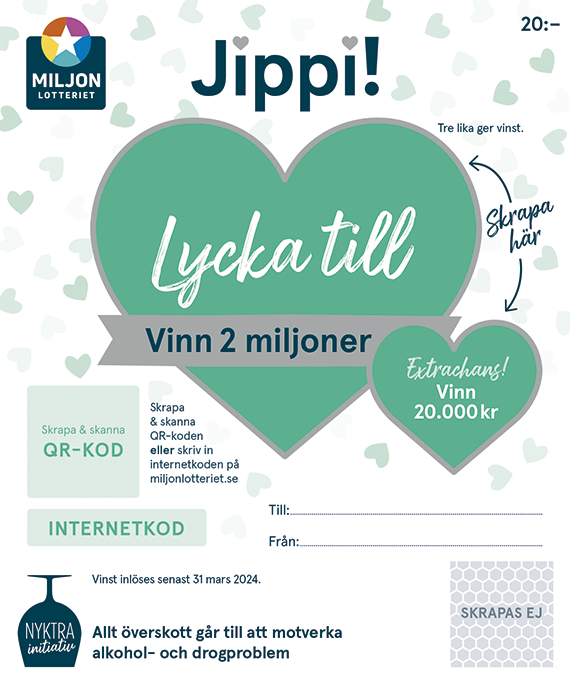 20:–
MILJON
LOTTERIET
Jippi!
Tre lika ger vinst.
Skrapa
här
Lycka till
Vinn 2 miljoner
Extrachans!
Vinn
20.000 kr
Skrapa & skanna
QR-KOD
Skrapa
& skanna
QR-koden
eller skriv in
internetkoden på
miljonlotteriet.se
INTERNETKOD
Till:
Från:
Vinst inlöses senast 31 mars 2024.
NYKTRA
initiativ
Allt överskott går till att motverka
alkohol- och drogproblem
SKRAPAS EJ